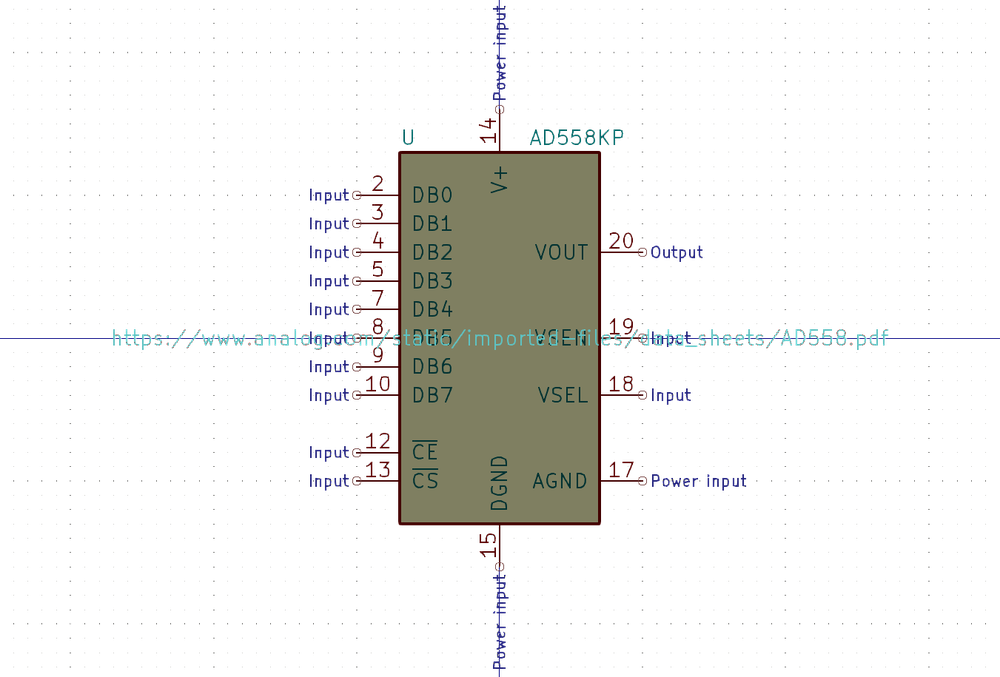 Power input
14
U AD558KP
V+
Input 2 DB0
Input 3 DB1
Input 4 DB2 VOUT 20 Output
Input 5 DB3
Input 7 DB4
Input 8 DB5 VSEN 19 Input
https://www.analog.com/static/imported-files/data_sheets/AD558.pdf
Input 9 DB6
Input 10 DB7 VSEL 18 Input
Input 12 CE
Input 13 CS AGND 17 Power input
DGND
15
Power input